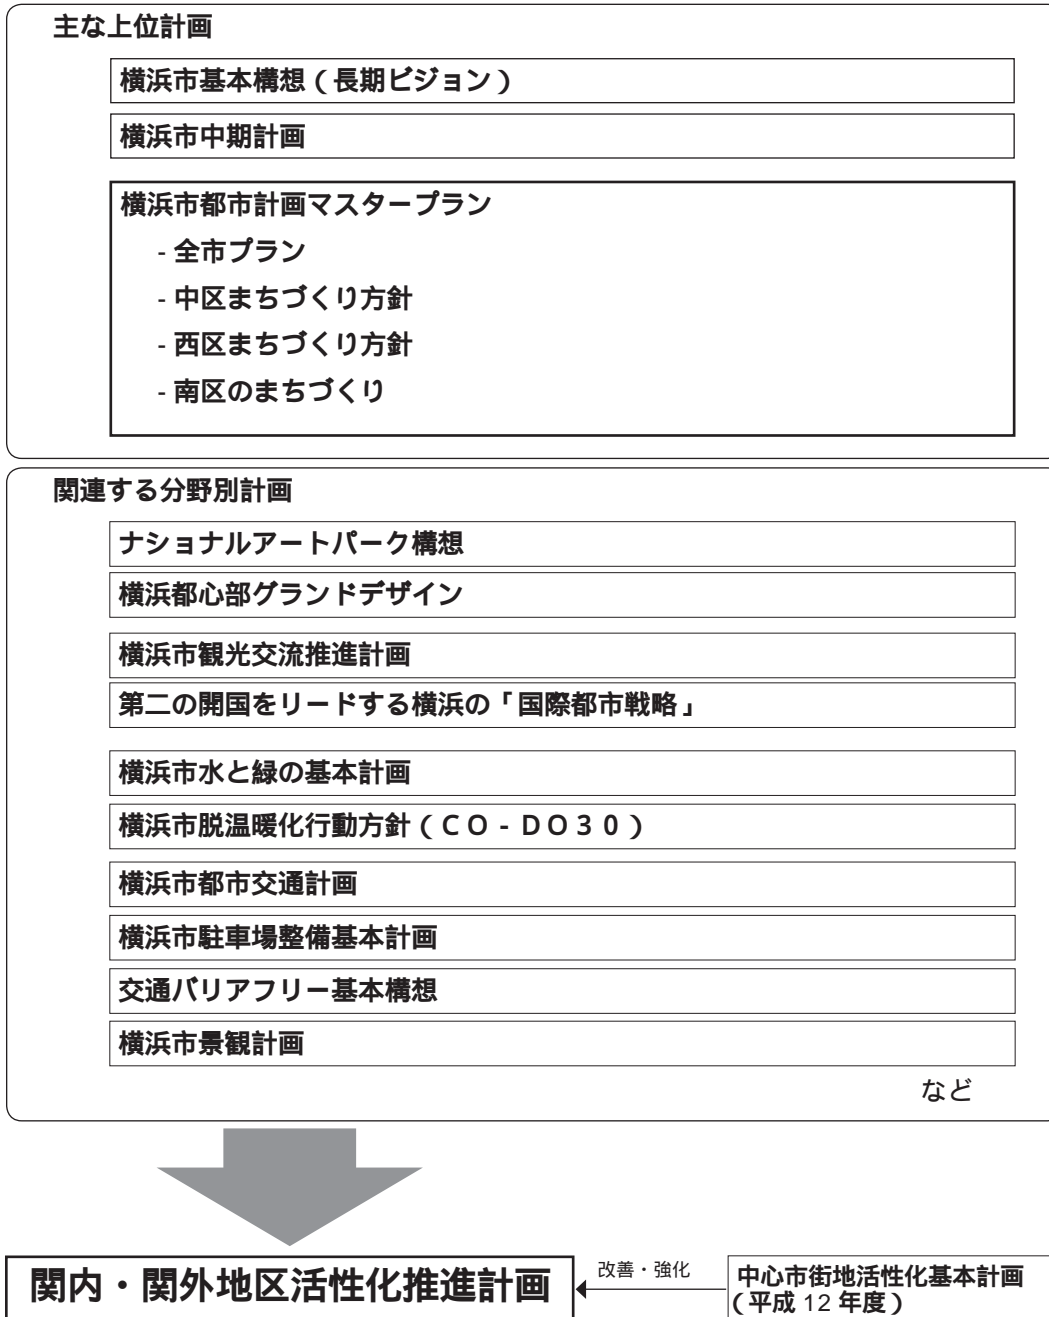 主な上位計画
横浜市基本構想（長期ビジョン）
横浜市中期計画
横浜市都市計画マスタープラン
- 全市プラン
- 中区まちづくり方針
- 西区まちづくり方針
- 南区のまちづくり
関連する分野別計画
ナショナルアートパーク構想
横浜都心部グランドデザイン
横浜市観光交流推進計画
第二の開国をリードする横浜の「国際都市戦略」
横浜市水と緑の基本計画
横浜市脱温暖化行動方針（ＣＯ‐ＤＯ３０）
横浜市都市交通計画
横浜市駐車場整備基本計画
交通バリアフリー基本構想
横浜市景観計画
など
関内・関外地区活性化推進計画
改善・強化
中心市街地活性化基本計画
（平成 12 年度）